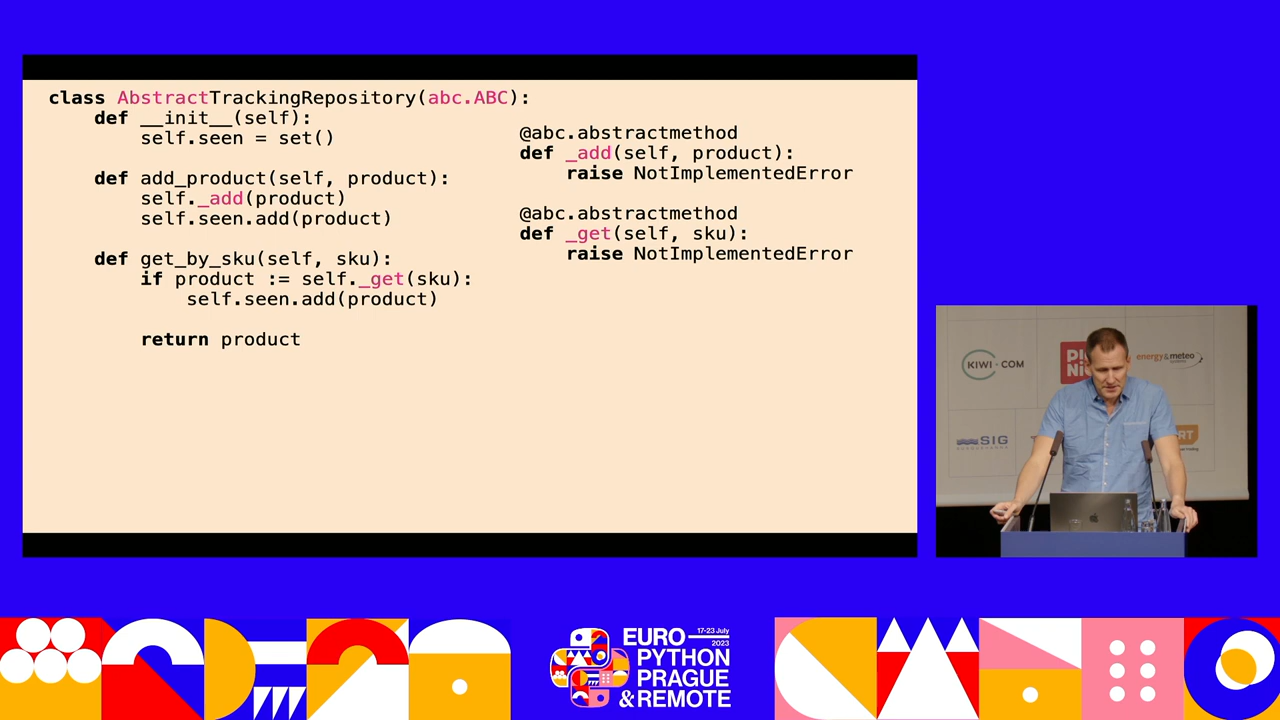 class AbstractTrackingRepository(abc.ABC):
    def __init__(self):
        self.seen = set()
    def add_product(self, product):
        self._add(product)
        self.seen.add(product)
    def get_by_sku(self, sku):
        if product := self._get(sku):
            self.seen.add(product)
        return product
@abc.abstractmethod
def _add(self, product):
    raise NotImplementedError
@abc.abstractmethod
def _get(self, sku):
    raise NotImplementedError
KIWI.COM
energy & meteo
systems
SIG
EURO
17-23 July
2023
PYTHON
PRAGUE
& REMOTE